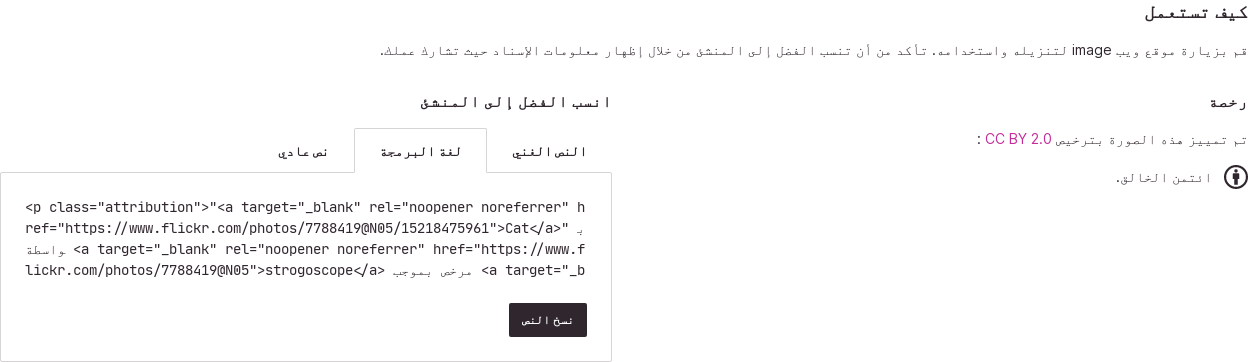 كيف تستعمل
قم بزيارة موقع ويب image لتنزيله واستخدامه. تأكد من أن تنسب الفضل إلى المنشئ من خلال إظهار معلومات الإسناد حيث تشارك عملك.
رخصة
تم تمييز هذه الصورة بترخيص CC BY 2.0 :
ائتمن الخالق.
انسب الفضل إلى المنشئ
النص الغني
لغة البرمجة
نص عادي
<p class="attribution">"<a target="_blank" rel="noopener noreferrer" h
ref="https://www.flickr.com/photos/7788419@N05/15218475961">Cat</a>" بـ
واسطة <a target="_blank" rel="noopener noreferrer" href="https://www.f
lickr.com/photos/7788419@N05">strogoscope</a> مرخص بموجب <a target="_b
نسخ النص